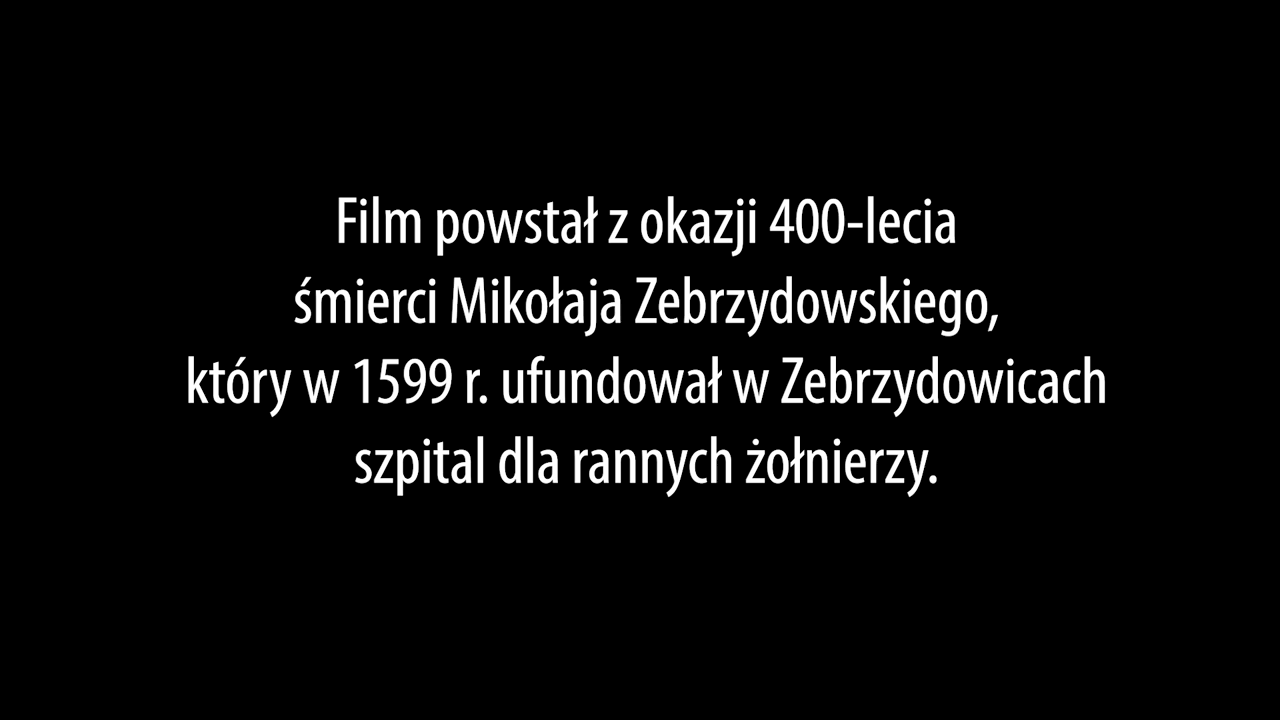 Film powstał z okazji 400-lecia
śmierci Mikołaja Zebrzydowskiego,
który w 1599 r. ufundował w Zebrzydowicach
szpital dla rannych żołnierzy.